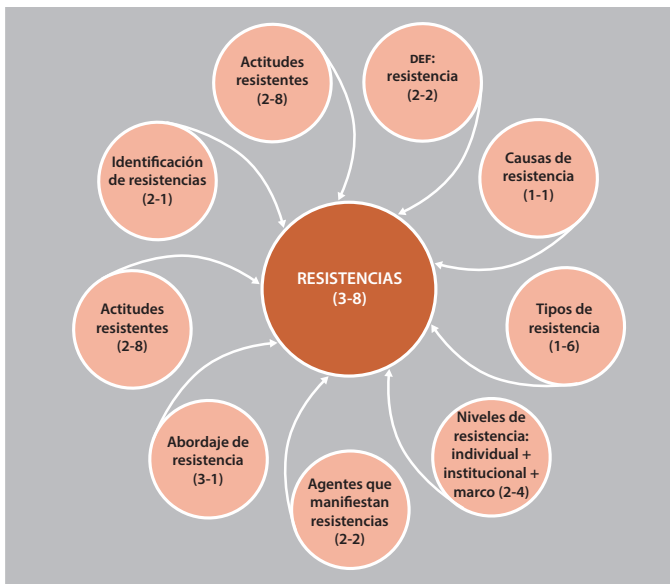 Actitudes
resistentes
(2-8)
DEF:
resistencia
(2-2)
Causas de
resistencia
(1-1)
Tipos de
resistencia
(1-6)
Niveles de
resistencia:
individual +
institucional +
marco (2-4)
Agentes que
manifiestan
resistencias
(2-2)
Abordaje de
resistencia
(3-1)
Actitudes
resistentes
(2-8)
Identificación
de resistencias
(2-1)
RESISTENCIAS
(3-8)